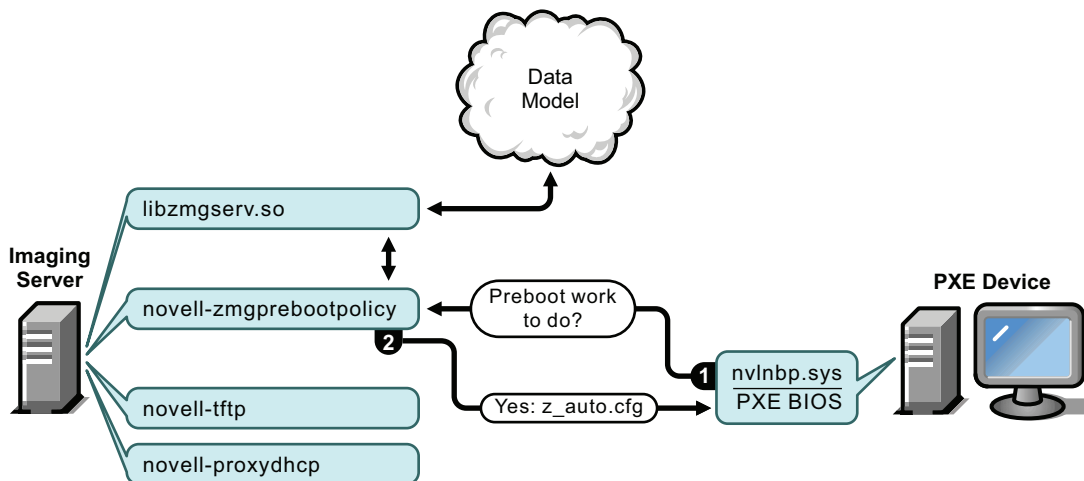 Data
Model
libzmgserv.so
Imaging
Server
novell-zmgprebootpolicy
Preboot work
to do?
PXE Device
2
1
nvlnbp.sys
PXE BIOS
novell-tftp
Yes: z_auto.cfg
novell-proxydhcp